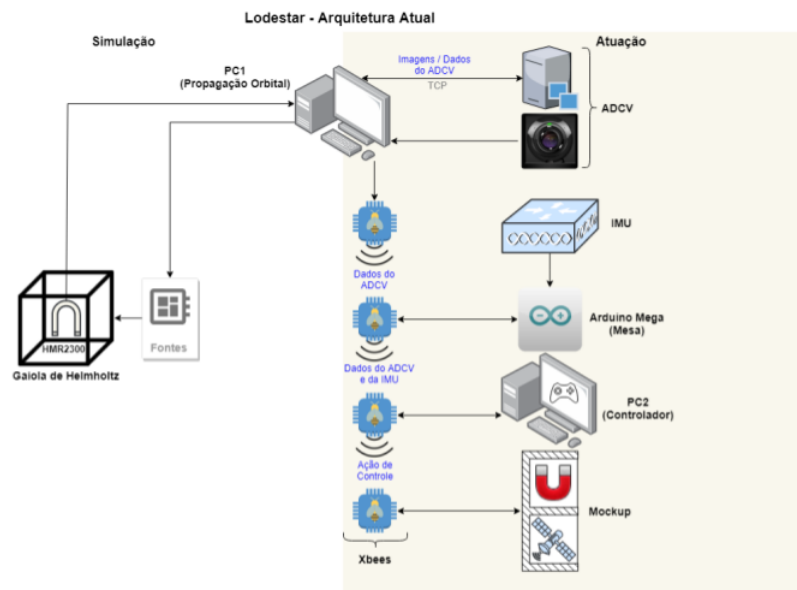 Lodestar - Arquitetura Atual
Simulação
Atuação
PC1
(Propagação Orbital)
Imagens / Dados
do ADCV
TCP
ADCV
IMU
Dados do
ADCV
HMR2300
Gaiola de Helmholtz
Fontes
Arduino Mega
(Mesa)
Dados do ADCV
e da IMU
PC2
(Controlador)
Ação de
Controle
Mockup
Xbees